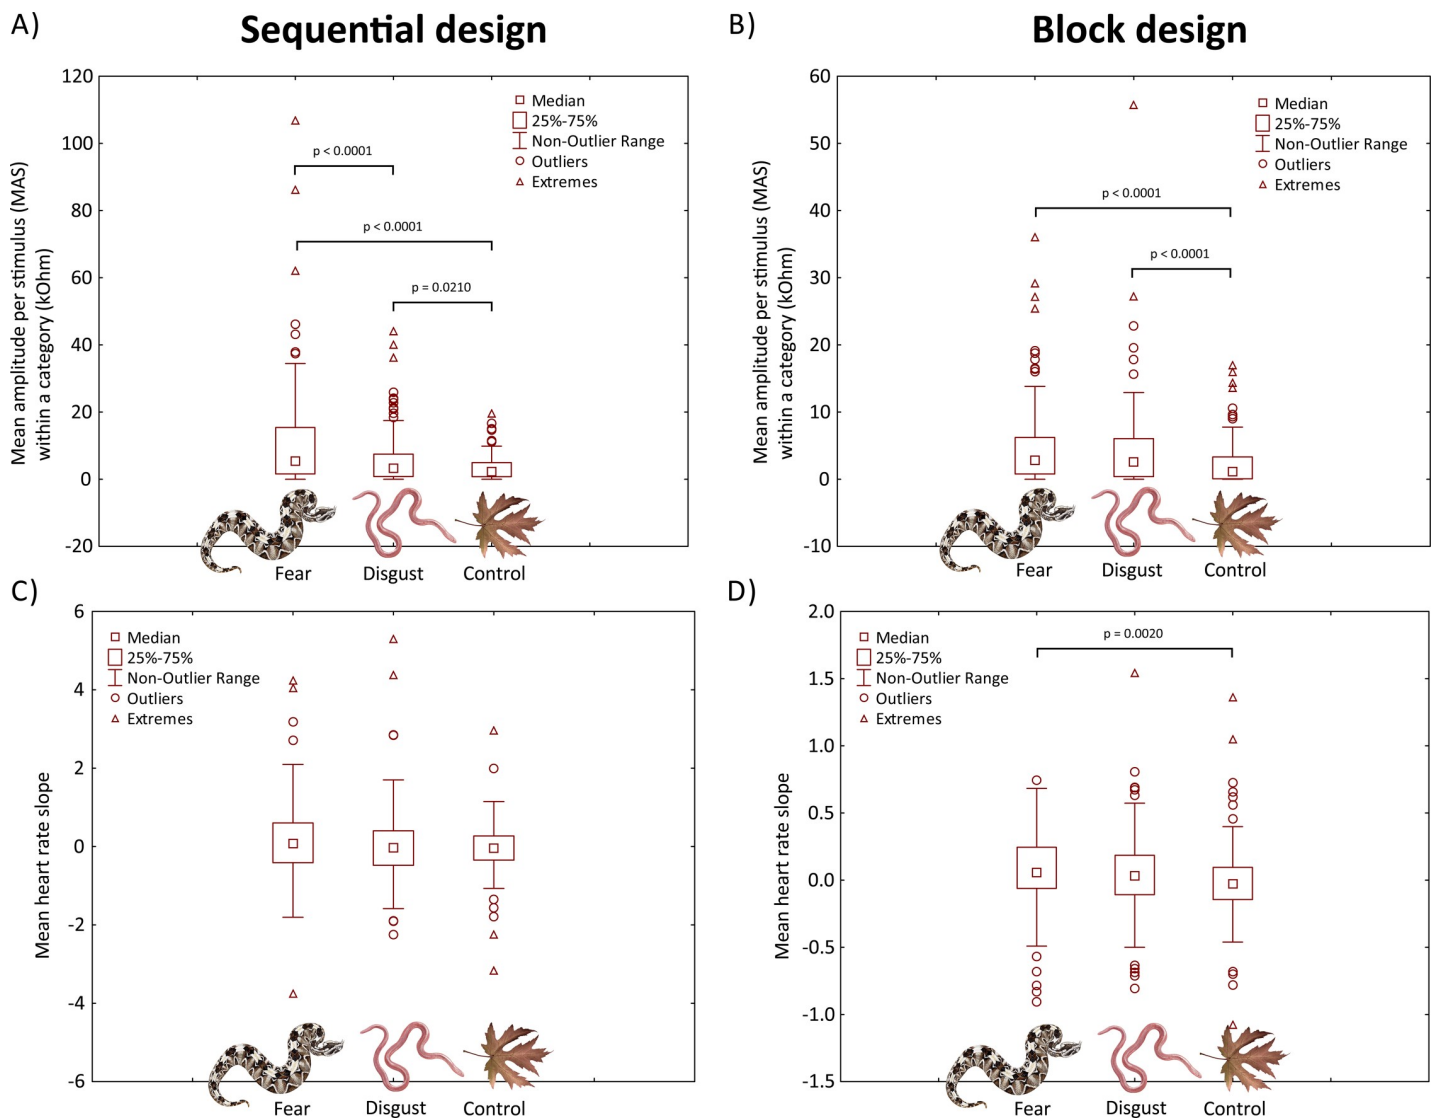 A)
Sequential design
120
100
80
60
40
20
0
-20
Mean amplitude per stimulus (MAS)
within a category (kOhm)
Median
25%-75%
Non-Outlier Range
Outliers
Extremes
p < 0.0001
p < 0.0001
p = 0.0210
Fear
Disgust
Control
B)
Block design
60
50
40
30
20
10
0
-10
Mean amplitude per stimulus (MAS)
within a category (kOhm)
Median
25%-75%
Non-Outlier Range
Outliers
Extremes
p < 0.0001
p < 0.0001
Fear
Disgust
Control
C)
6
4
2
0
-2
-4
-6
Mean heart rate slope
Median
25%-75%
Non-Outlier Range
Outliers
Extremes
Fear
Disgust
Control
D)
2.0
1.5
1.0
0.5
0.0
-0.5
-1.0
-1.5
Mean heart rate slope
Median
25%-75%
Non-Outlier Range
Outliers
Extremes
p = 0.0020
Fear
Disgust
Control